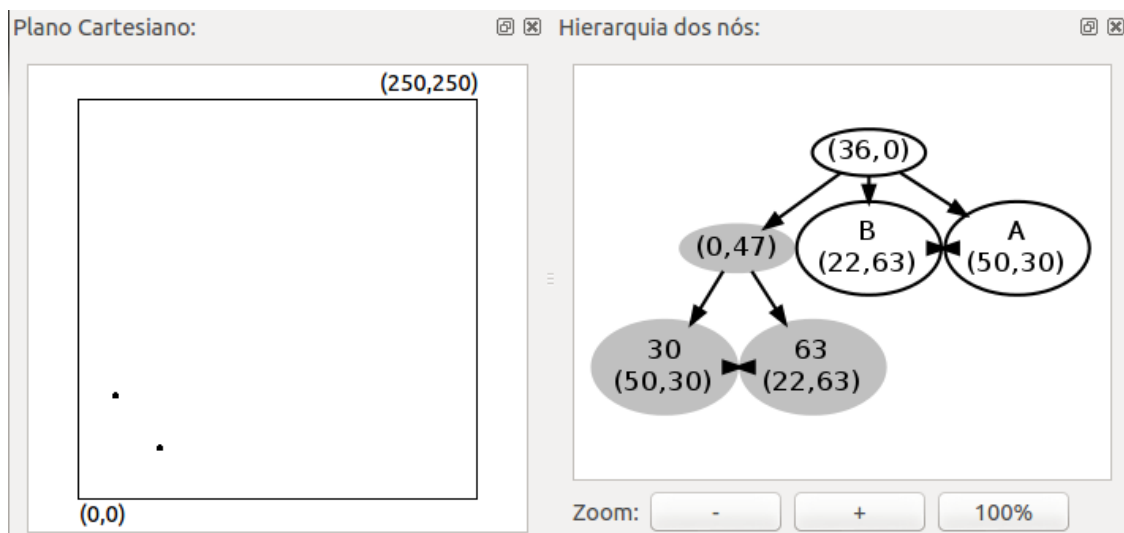 Plano Cartesiano:
(250,250)
(0,0)
Hierarquia dos nós:
(36,0)
(0,47)
B
(22,63)
A
(50,30)
30
(50,30)
63
(22,63)
Zoom: - + 100%